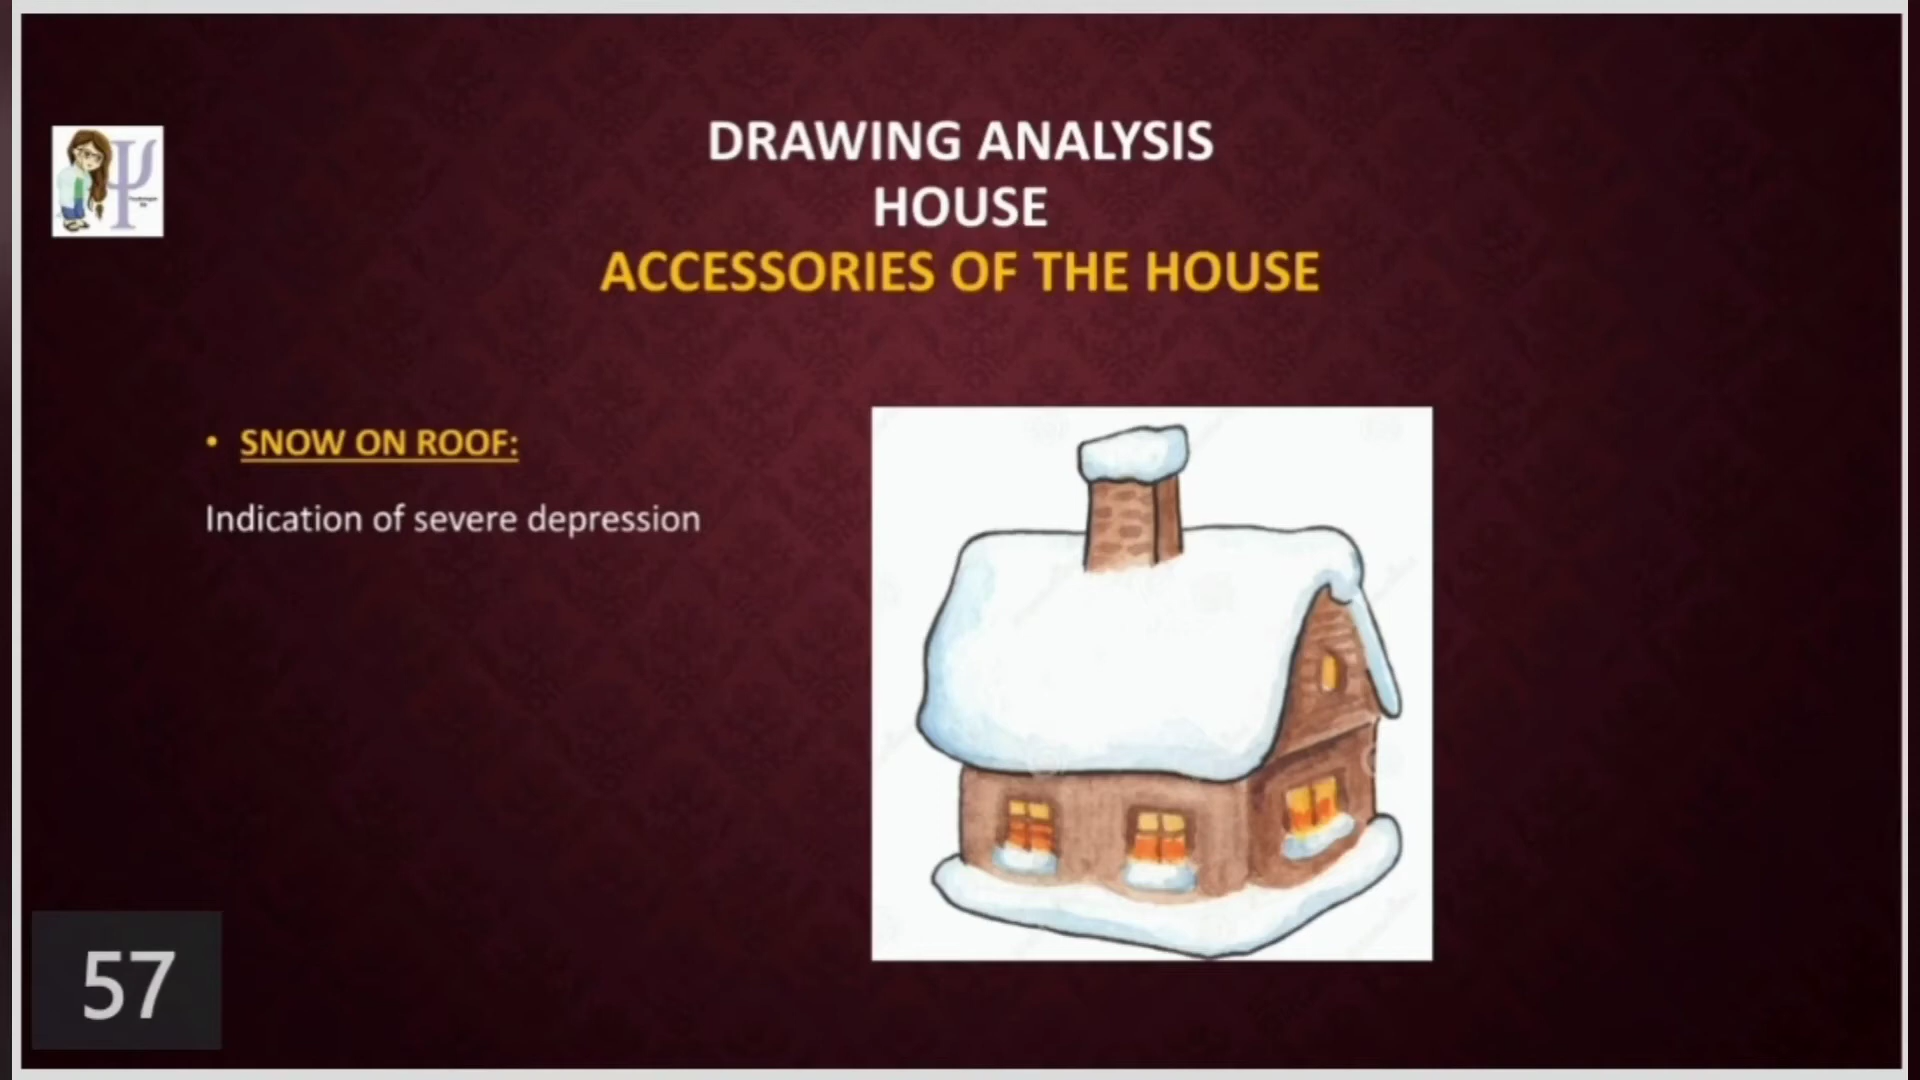 DRAWING ANALYSIS
HOUSE
ACCESSORIES OF THE HOUSE
• SNOW ON ROOF:
Indication of severe depression
57